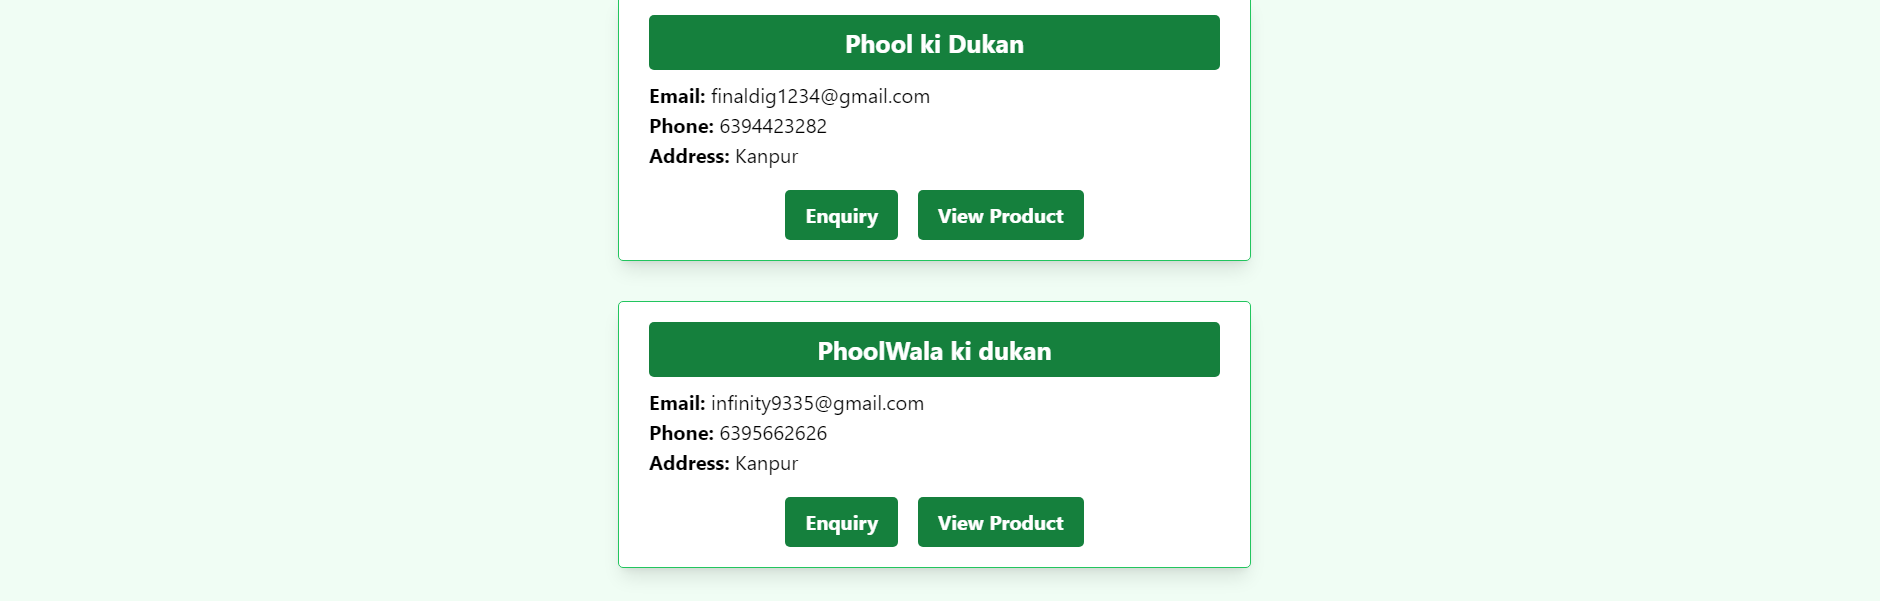 Phool ki Dukan
Email: finaldig1234@gmail.com
Phone: 6394423282
Address: Kanpur
Enquiry View Product
PhoolWala ki dukan
Email: infinity9335@gmail.com
Phone: 6395662626
Address: Kanpur
Enquiry View Product